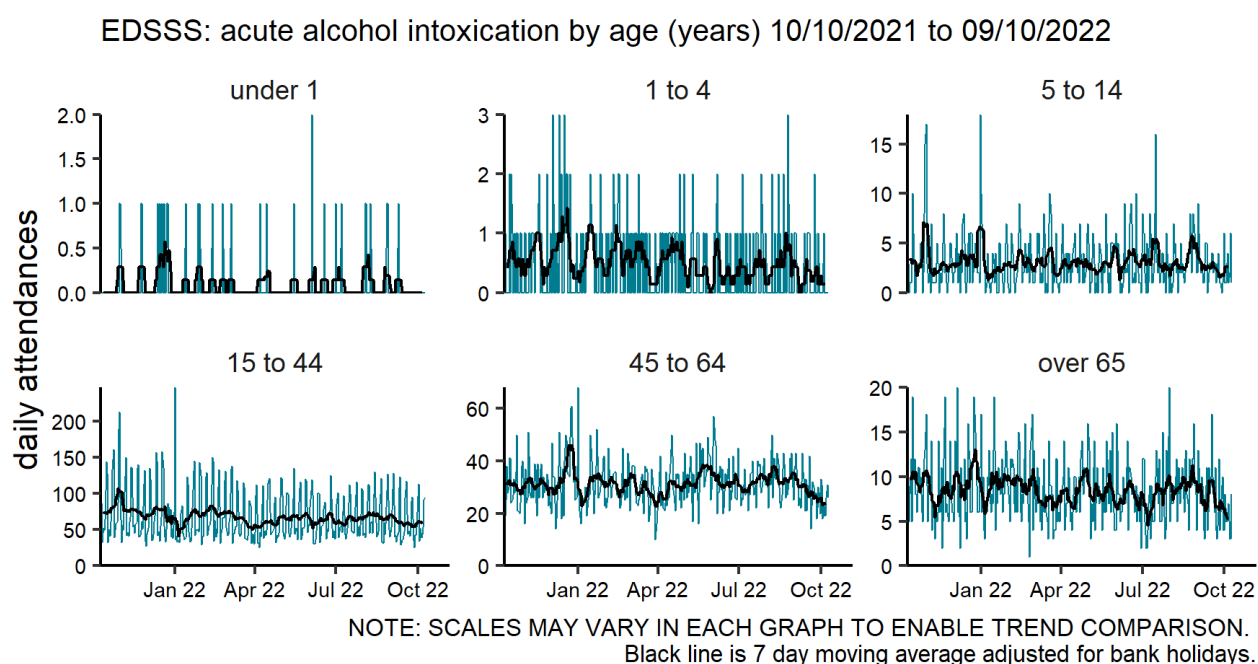 EDSSS: acute alcohol intoxication by age (years) 10/10/2021 to 09/10/2022
daily attendances
under 1
2.0
1.5
1.0
0.5
0.0
1 to 4
3
2
1
0
5 to 14
15
10
5
0
15 to 44
200
150
100
50
0
Jan 22 Apr 22 Jul 22 Oct 22
45 to 64
60
40
20
0
Jan 22 Apr 22 Jul 22 Oct 22
over 65
20
15
10
5
0
Jan 22 Apr 22 Jul 22 Oct 22
NOTE: SCALES MAY VARY IN EACH GRAPH TO ENABLE TREND COMPARISON.
Black line is 7 day moving average adjusted for bank holidays.